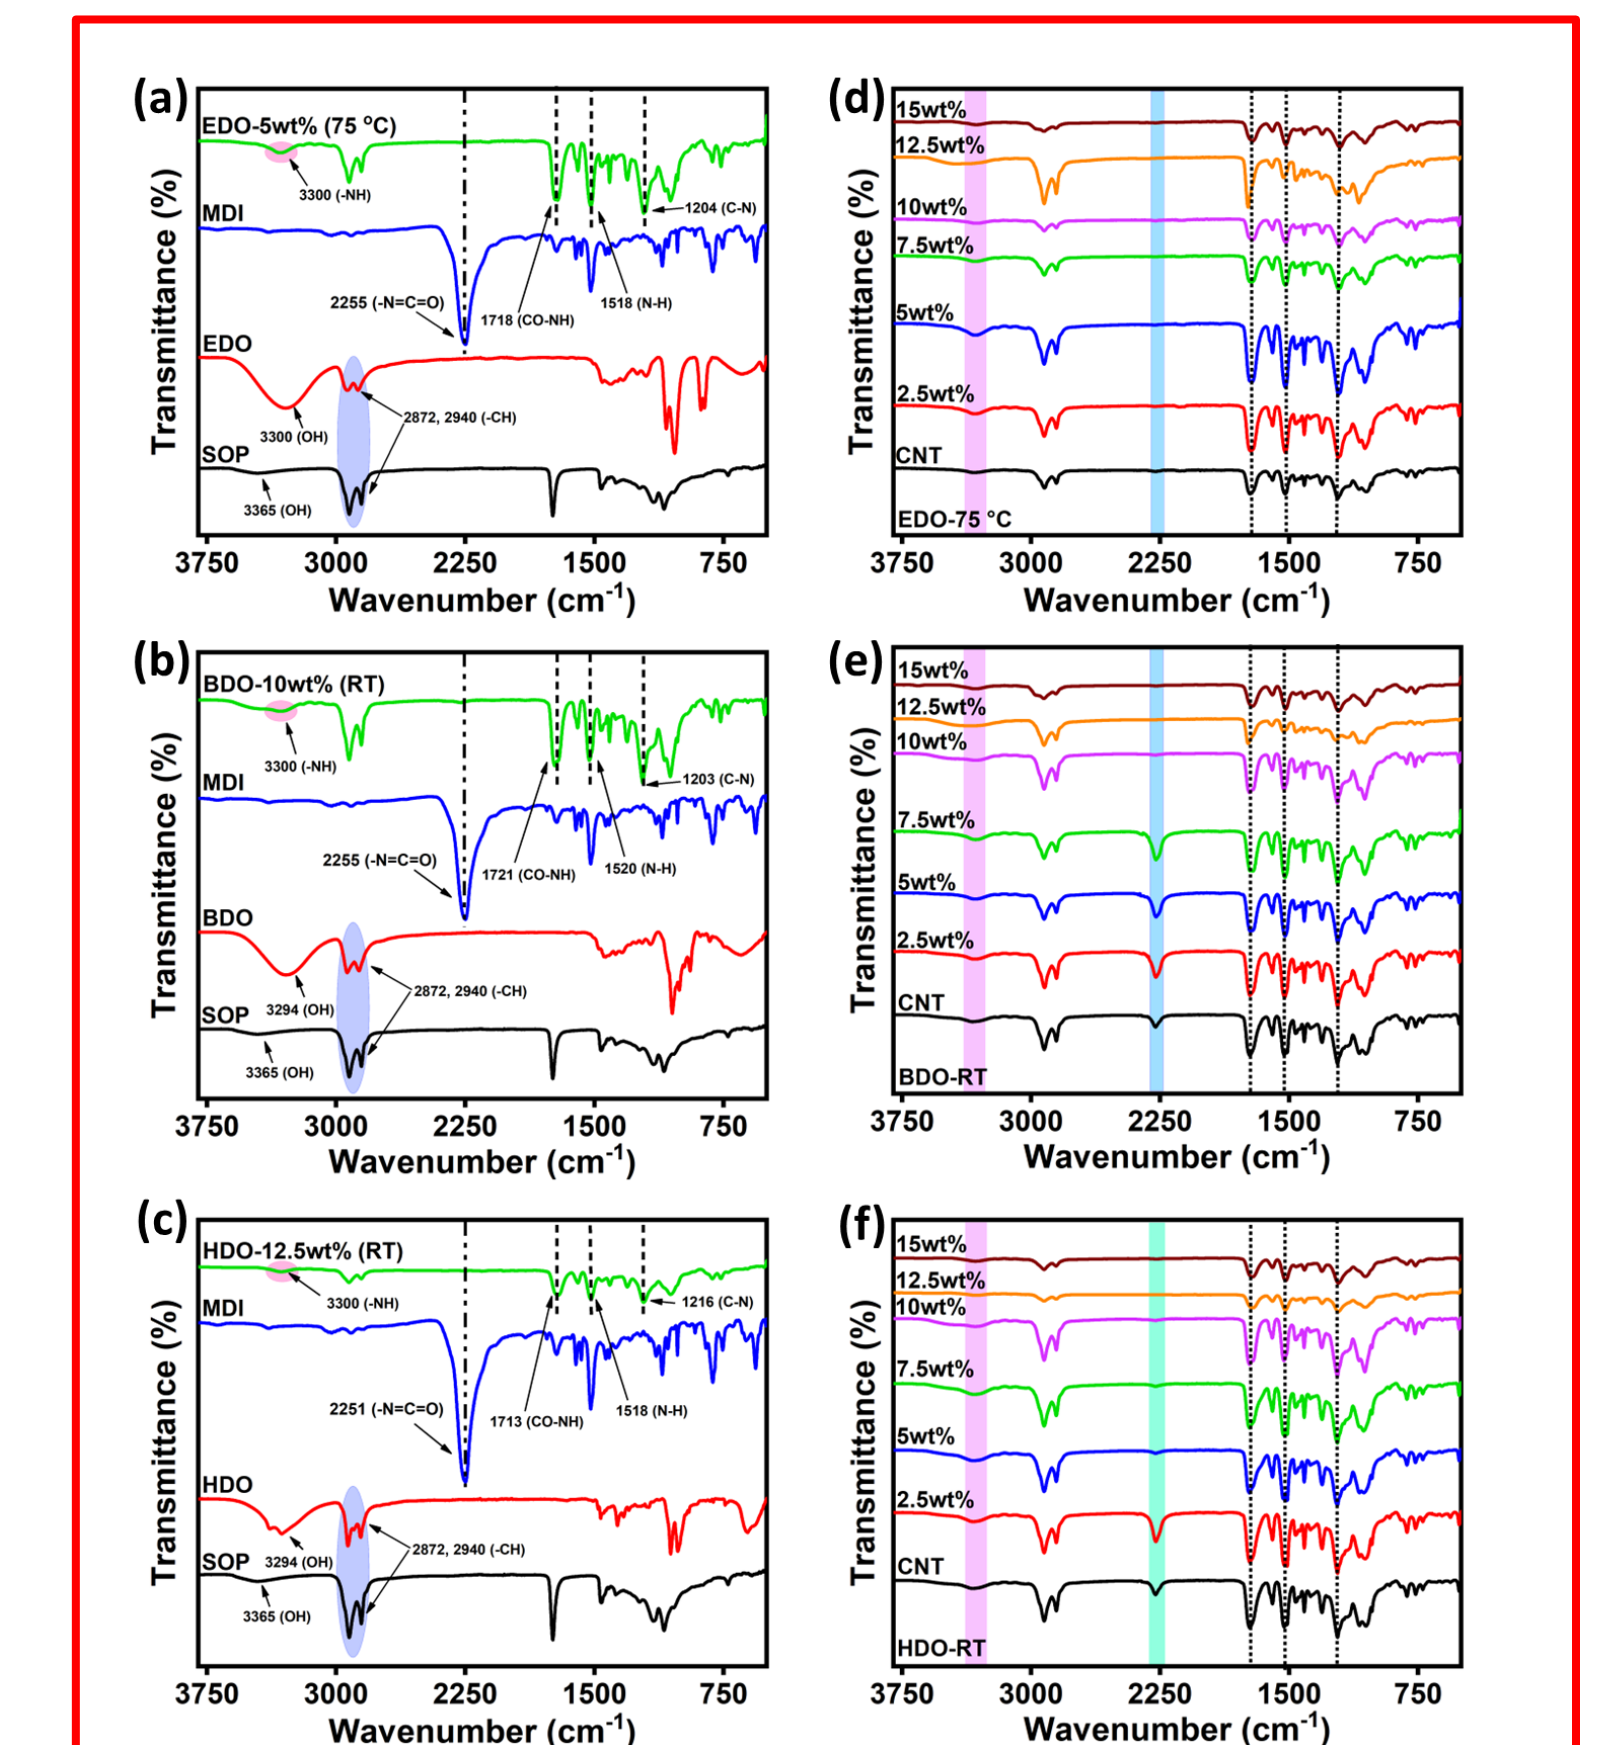 (a)
EDO-5wt% (75 °C)
3300 (-NH)
MDI
1204 (C-N)
2255 (-N=C=O)
1718 (CO-NH)
1518 (N-H)
EDO
2872, 2940 (-CH)
3300 (OH)
SOP
3365 (OH)
Transmittance (%)
3750 3000 2250 1500 750
Wavenumber (cm⁻¹)
(d)
15wt%
12.5wt%
10wt%
7.5wt%
5wt%
2.5wt%
CNT
EDO-75 °C
Transmittance (%)
3750 3000 2250 1500 750
Wavenumber (cm⁻¹)
(b)
BDO-10wt% (RT)
3300 (-NH)
MDI
1203 (C-N)
2255 (-N=C=O)
1721 (CO-NH)
1520 (N-H)
BDO
2872, 2940 (-CH)
3294 (OH)
SOP
3365 (OH)
Transmittance (%)
3750 3000 2250 1500 750
Wavenumber (cm⁻¹)
(e)
15wt%
12.5wt%
10wt%
7.5wt%
5wt%
2.5wt%
CNT
BDO-RT
Transmittance (%)
3750 3000 2250 1500 750
Wavenumber (cm⁻¹)
(c)
HDO-12.5wt% (RT)
3300 (-NH)
MDI
1216 (C-N)
2251 (-N=C=O)
1713 (CO-NH)
1518 (N-H)
HDO
2872, 2940 (-CH)
3294 (OH)
SOP
3365 (OH)
Transmittance (%)
3750 3000 2250 1500 750
Wavenumber (cm⁻¹)
(f)
15wt%
12.5wt%
10wt%
7.5wt%
5wt%
2.5wt%
CNT
HDO-RT
Transmittance (%)
3750 3000 2250 1500 750
Wavenumber (cm⁻¹)